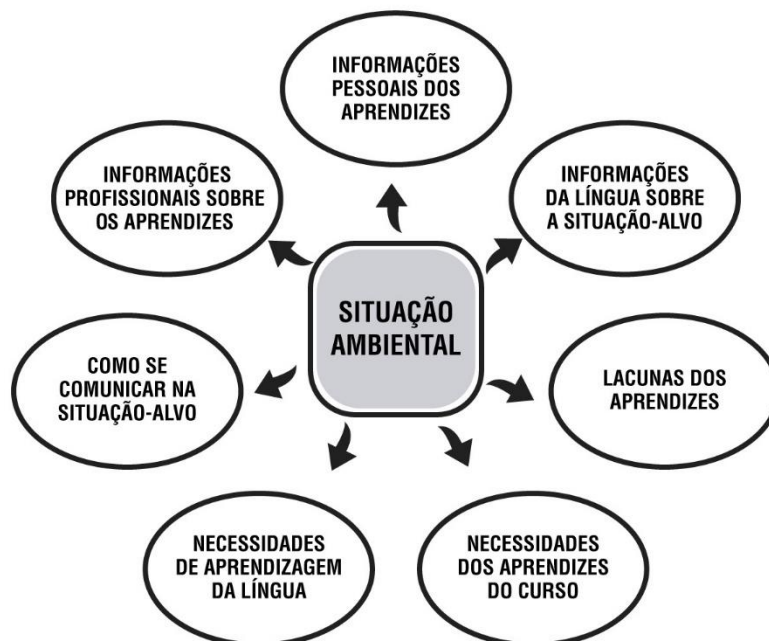 INFORMAÇÕES
PESSOAIS DOS
APRENDIZES
INFORMAÇÕES
PROFISSIONAIS SOBRE
OS APRENDIZES
INFORMAÇÕES
DA LÍNGUA SOBRE
A SITUAÇÃO-ALVO
SITUAÇÃO
AMBIENTAL
COMO SE
COMUNICAR NA
SITUAÇÃO-ALVO
LACUNAS DOS
APRENDIZES
NECESSIDADES
DE APRENDIZAGEM
DA LÍNGUA
NECESSIDADES
DOS APRENDIZES
DO CURSO